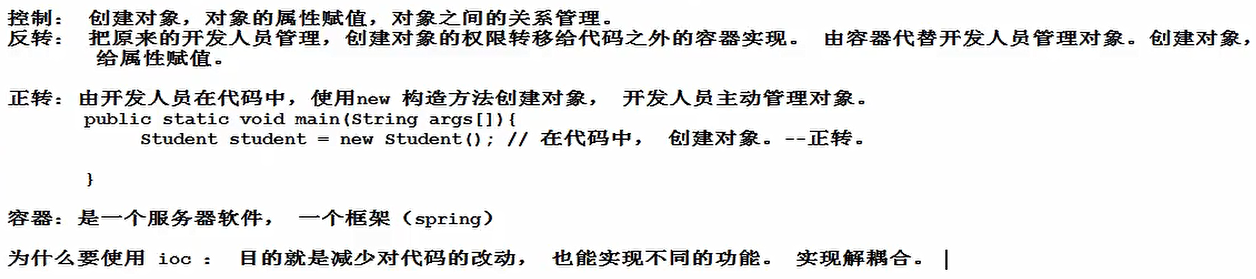 控制: 创建对象，对象的属性赋值，对象之间的关系管理。
反转: 把原来的开发人员管理，创建对象的权限转移给代码之外的容器实现。 由容器代替开发人员管理对象。创建对象，
给属性赋值。
正转: 由开发人员在代码中，使用new 构造方法创建对象， 开发人员主动管理对象。
public static void main(String args[]){
Student student = new Student(); // 在代码中， 创建对象。--正转。
}
容器: 是一个服务器软件， 一个框架（spring）
为什么要使用 ioc : 目的就是减少对代码的改动， 也能实现不同的功能。 实现解耦合。